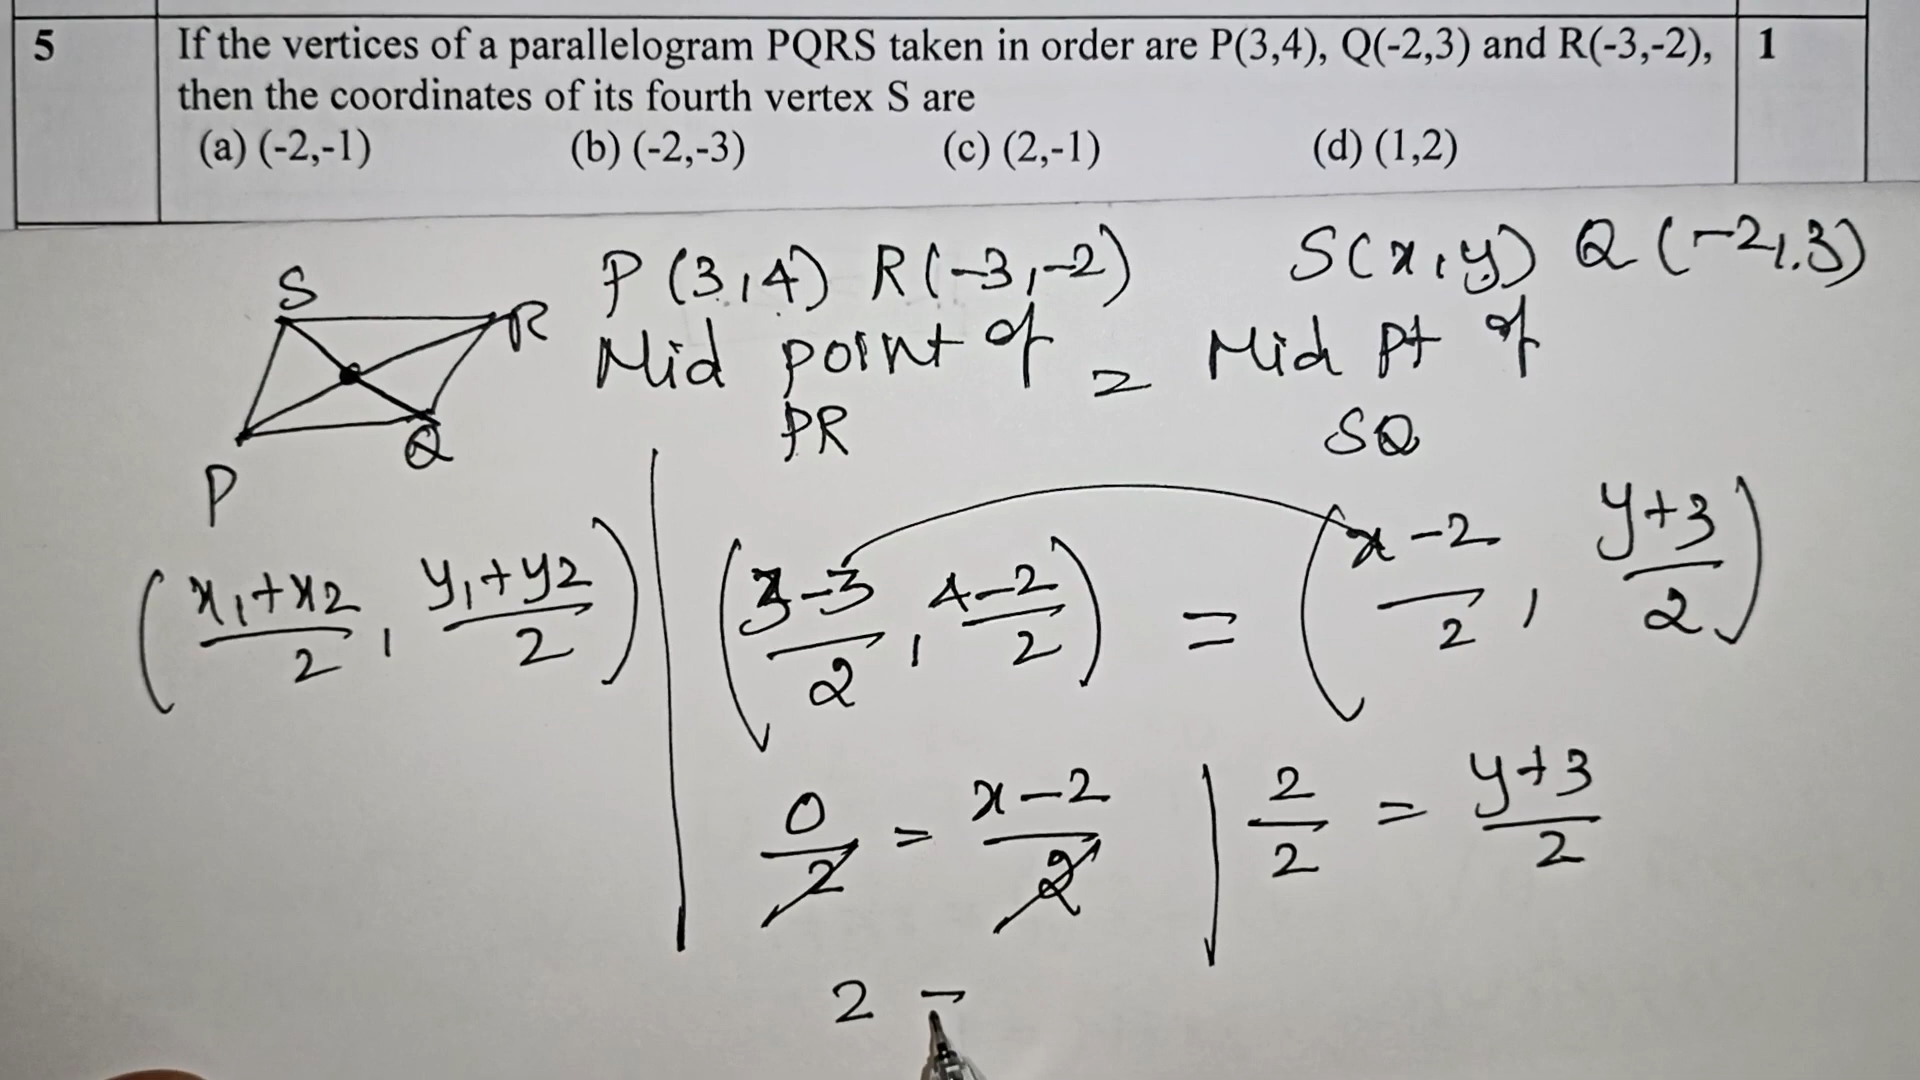 5 If the vertices of a parallelogram PQRS taken in order are P(3,4), Q(-2,3) and R(-3,-2), 1
then the coordinates of its fourth vertex S are
(a) (-2,-1) (b) (-2,-3) (c) (2,-1) (d) (1,2)
S R P Q
P (3,4) R(-3,-2) S(x,y) Q (-2,3)
Mid point of = Mid pt of
PR SQ
(x₁+x₂/2, y₁+y₂/2)
(3-3/2, 4-2/2) = (x-2/2, y+3/2)
0/2 = x-2/2 2/2 = y+3/2
2 =